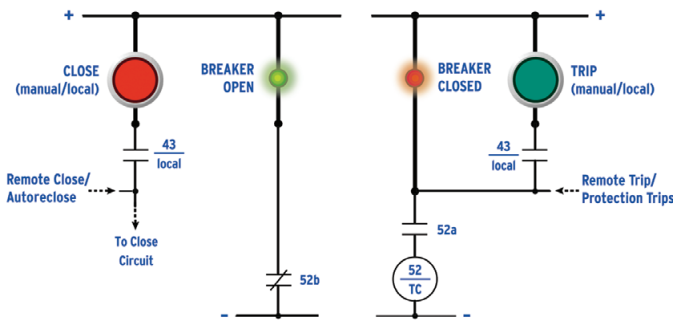 +
+
CLOSE
(manual/local)
BREAKER
OPEN
BREAKER
CLOSED
TRIP
(manual/local)
43
local
43
local
Remote Close/
Autoreclose
Remote Trip/
Protection Trips
To Close
Circuit
52a
52b
52
TC
-
-